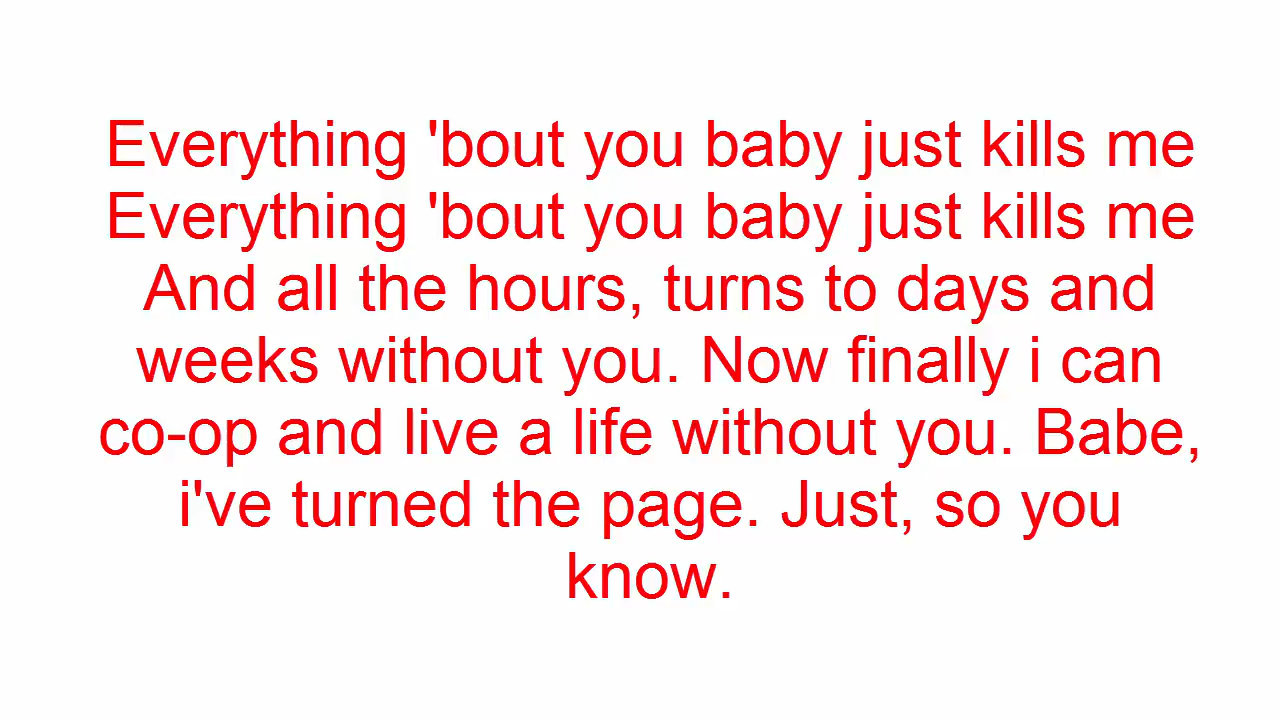 Everything 'bout you baby just kills me
Everything 'bout you baby just kills me
And all the hours, turns to days and
weeks without you. Now finally i can
co-op and live a life without you. Babe,
i've turned the page. Just, so you
know.